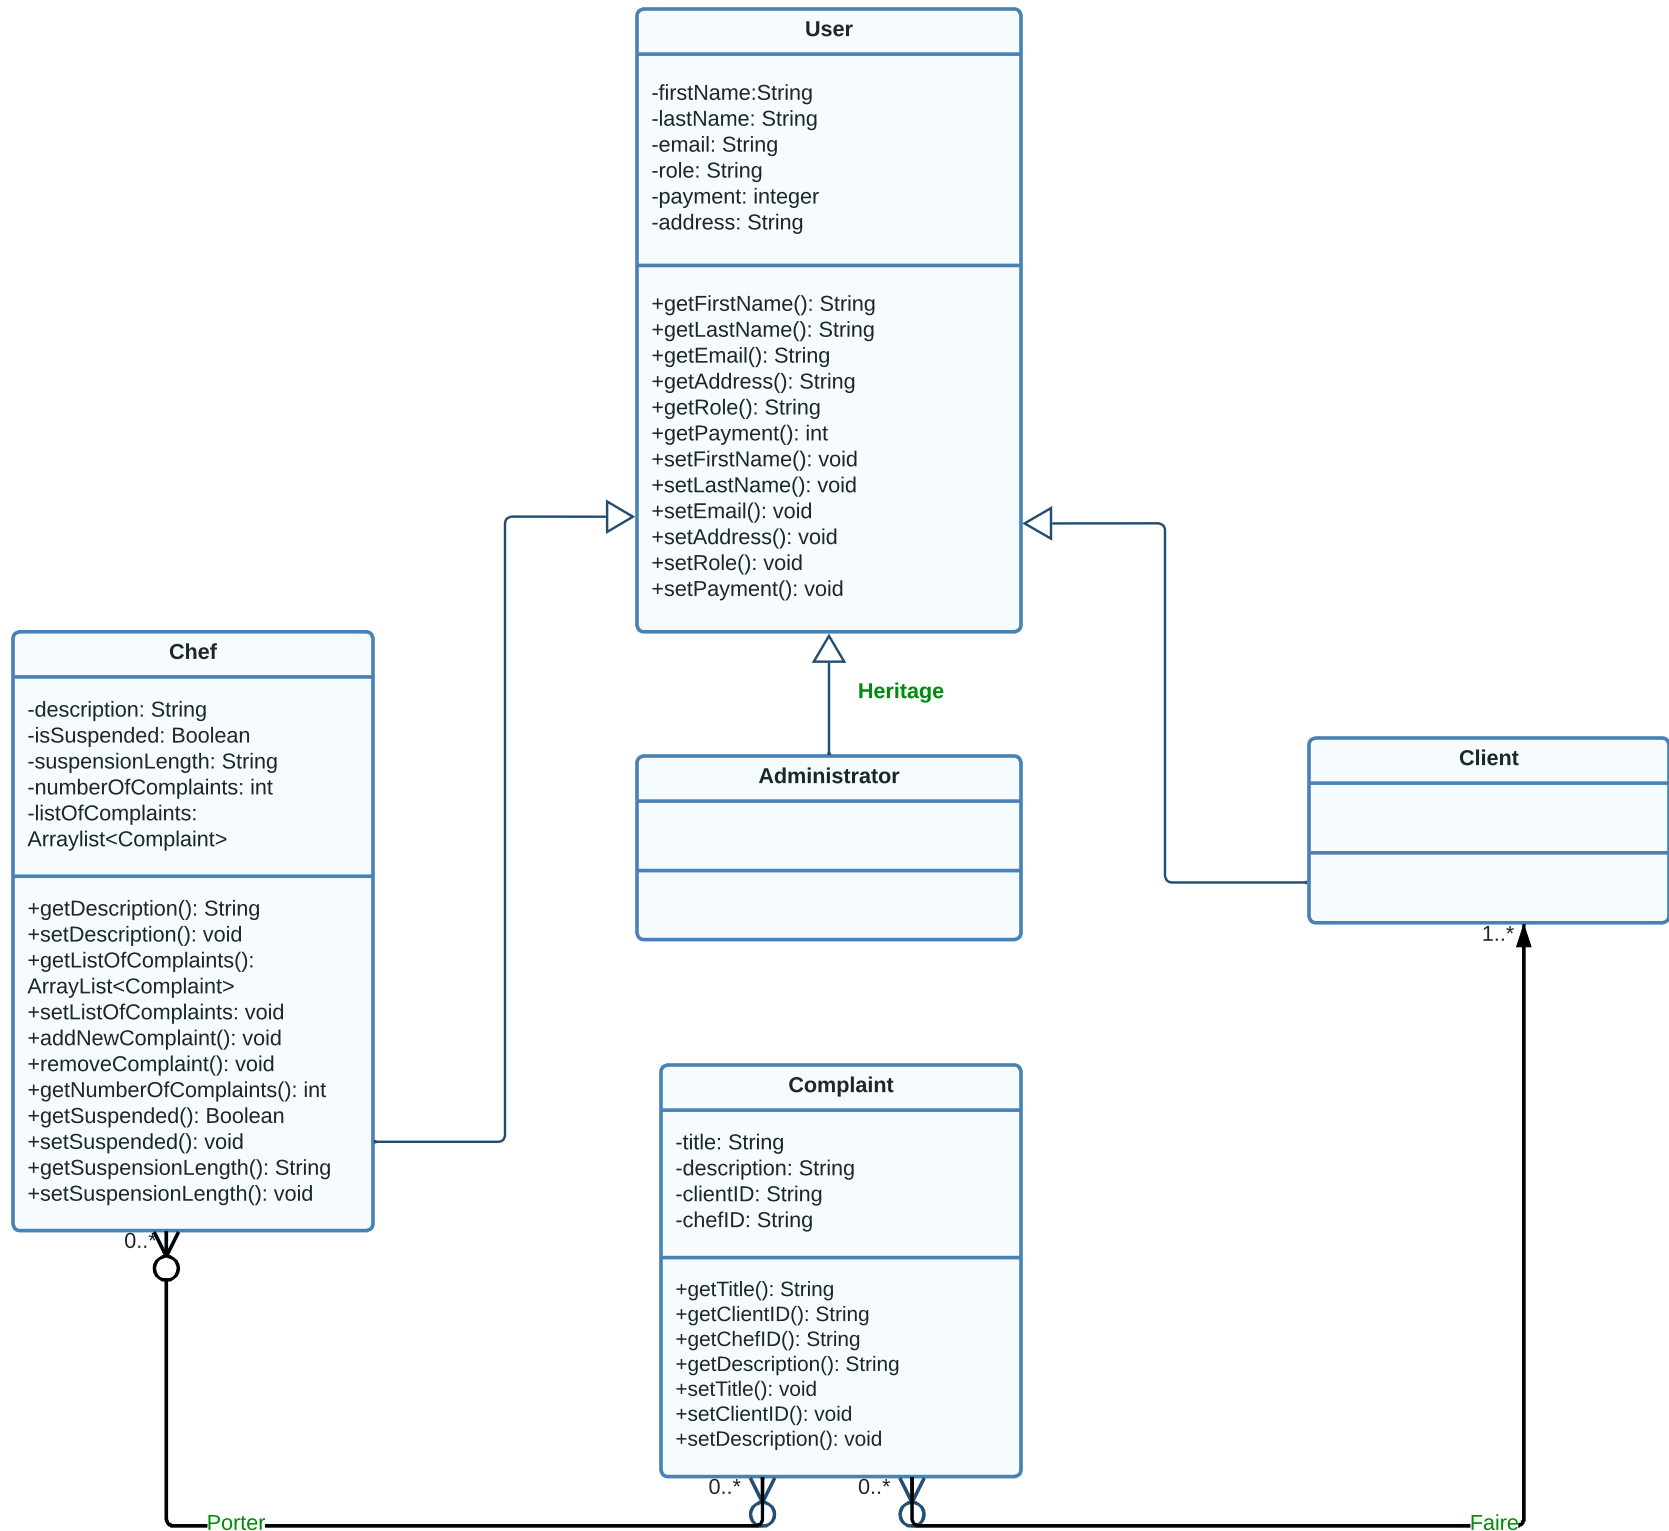 User
-firstName:String
-lastName: String
-email: String
-role: String
-payment: integer
-address: String
+getFirstName(): String
+getLastName(): String
+getEmail(): String
+getAddress(): String
+getRole(): String
+getPayment(): int
+setFirstName(): void
+setLastName(): void
+setEmail(): void
+setAddress(): void
+setRole(): void
+setPayment(): void
Heritage
Chef
-description: String
-isSuspended: Boolean
-suspensionLength: String
-numberOfComplaints: int
-listOfComplaints:
Arraylist<Complaint>
+getDescription(): String
+setDescription(): void
+getListOfComplaints():
ArrayList<Complaint>
+setListOfComplaints: void
+addNewComplaint(): void
+removeComplaint(): void
+getNumberOfComplaints(): int
+getSuspended(): Boolean
+setSuspended(): void
+getSuspensionLength(): String
+setSuspensionLength(): void
0..*
Administrator
Client
1..*
Complaint
-title: String
-description: String
-clientID: String
-chefID: String
+getTitle(): String
+getClientID(): String
+getChefID(): String
+getDescription(): String
+setTitle(): void
+setClientID(): void
+setDescription(): void
0..*
0..*
Porter
Faire